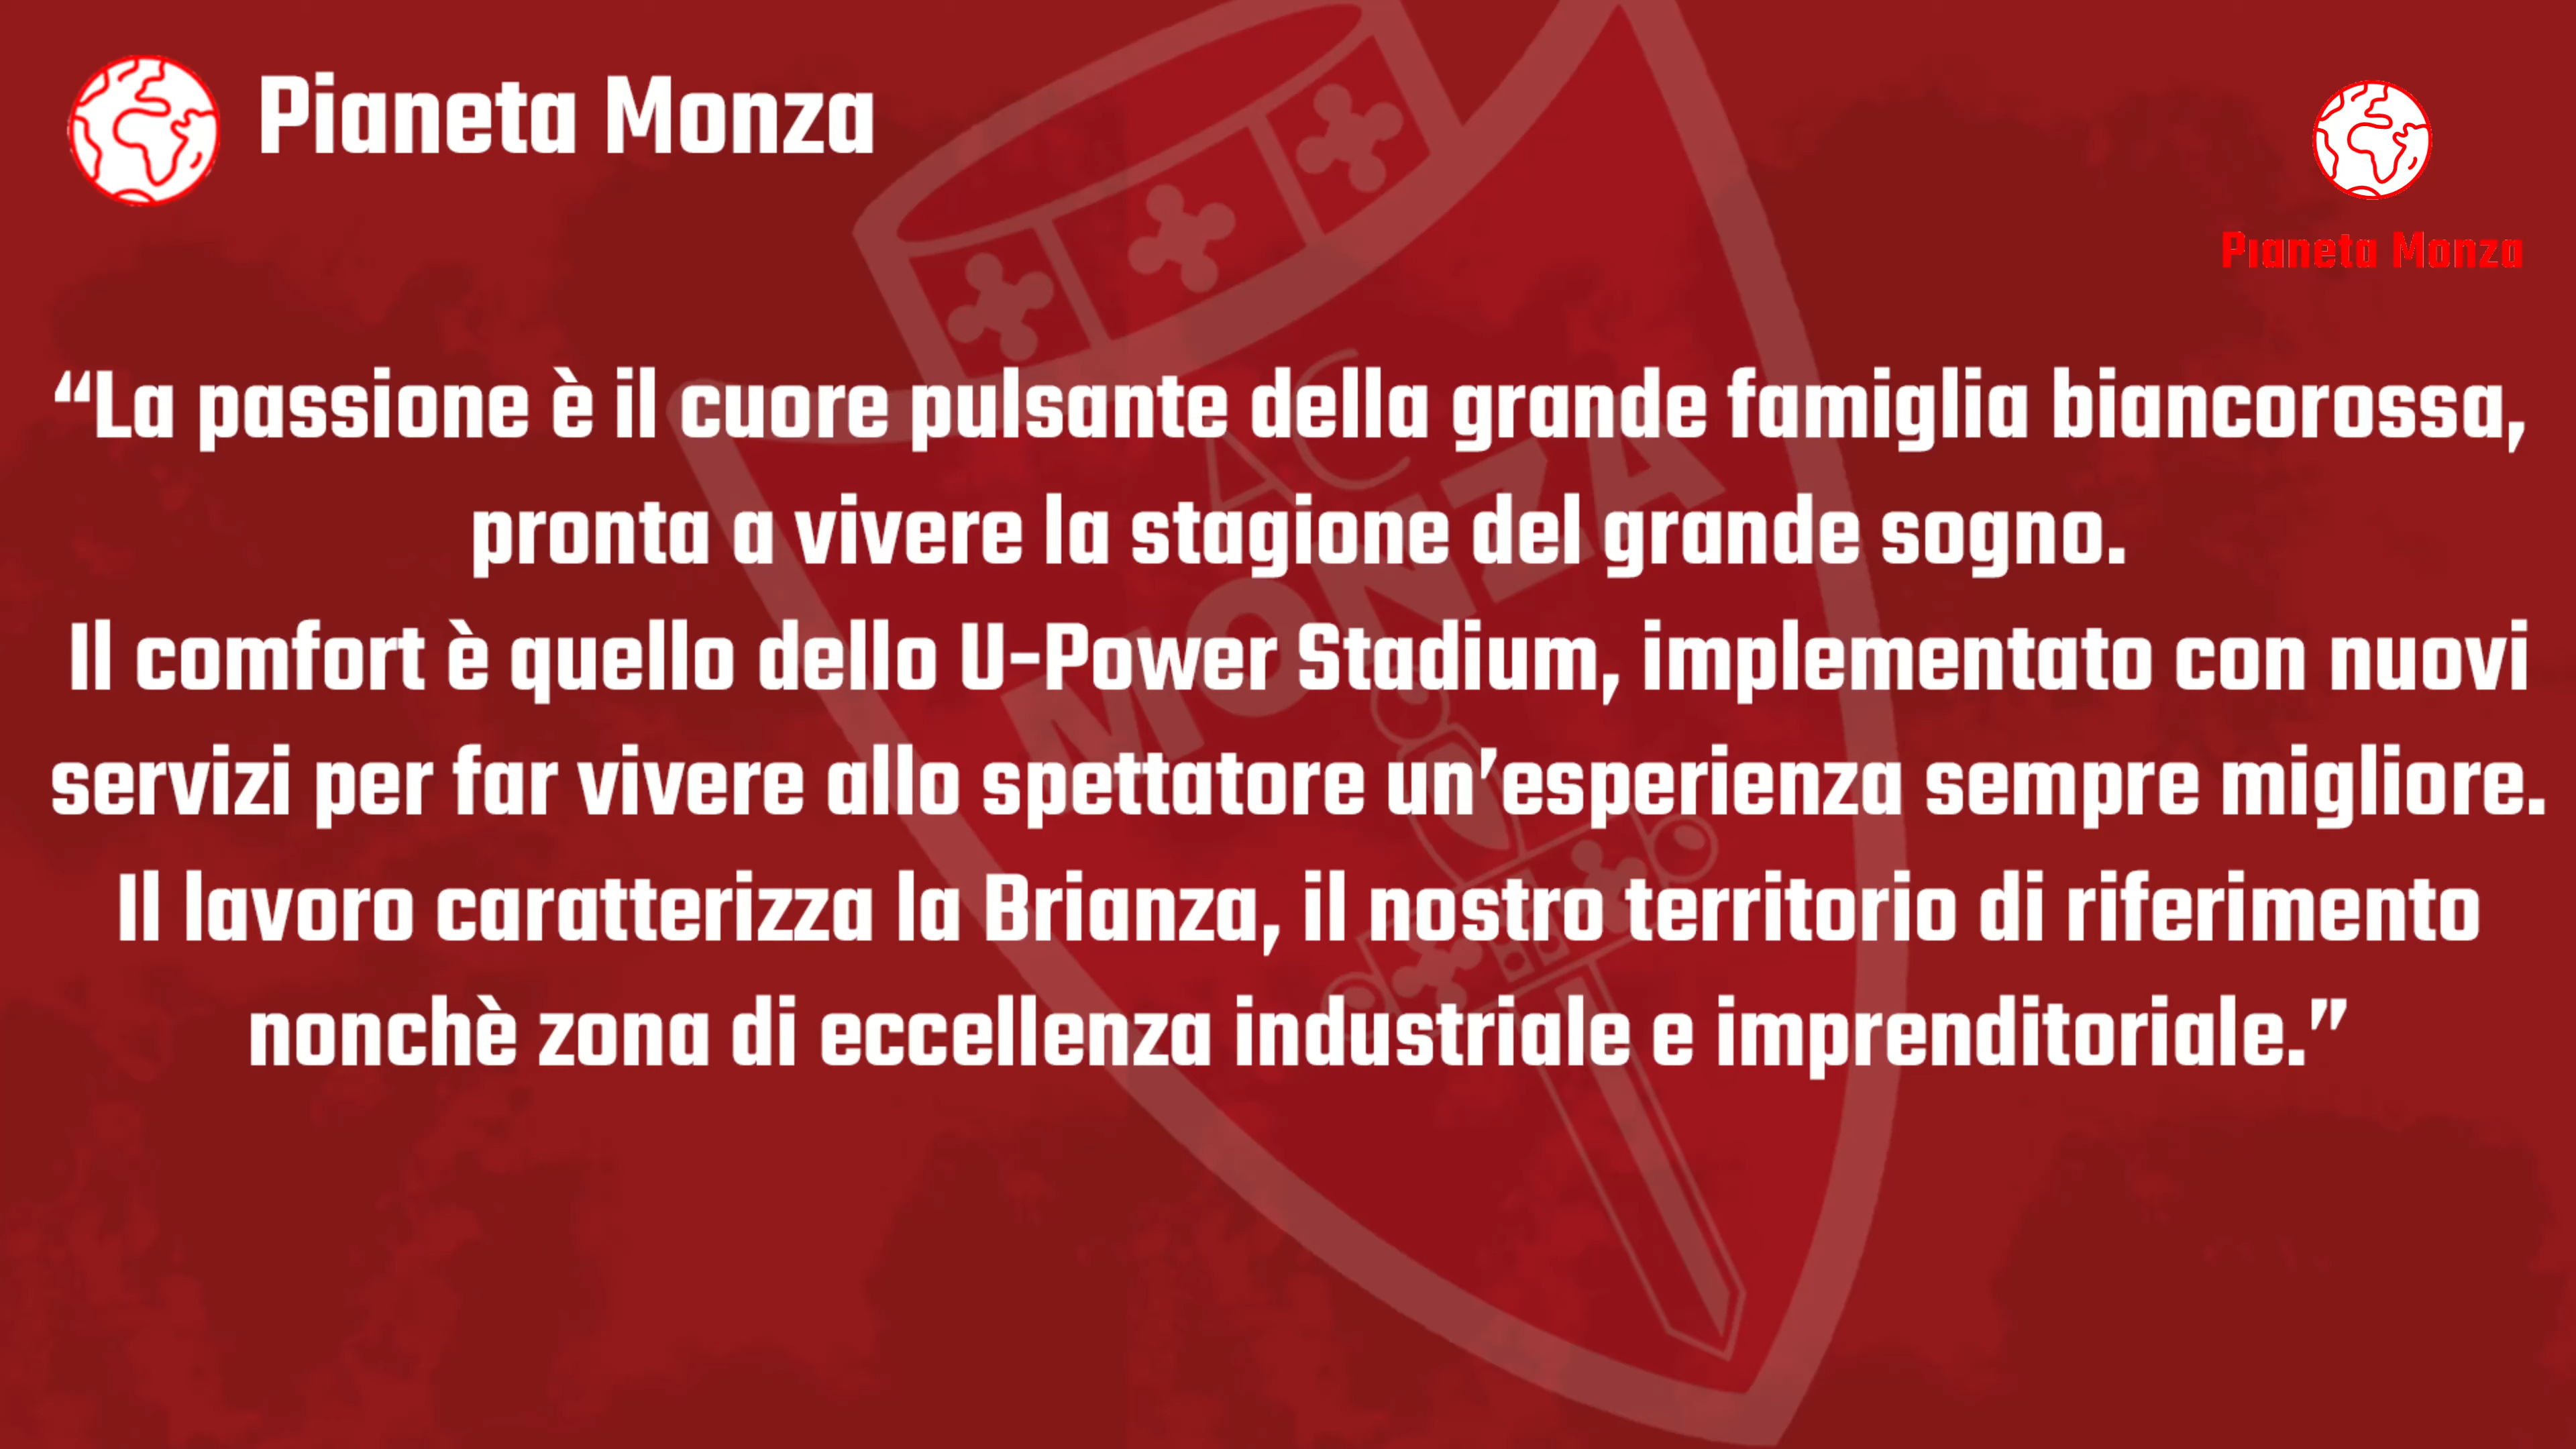 Pianeta Monza
Pianeta Monza
“La passione è il cuore pulsante della grande famiglia biancorossa,
pronta a vivere la stagione del grande sogno.
Il comfort è quello dello U-Power Stadium, implementato con nuovi
servizi per far vivere allo spettatore un’esperienza sempre migliore.
Il lavoro caratterizza la Brianza, il nostro territorio di riferimento
nonchè zona di eccellenza industriale e imprenditoriale.”
AC
MONZA